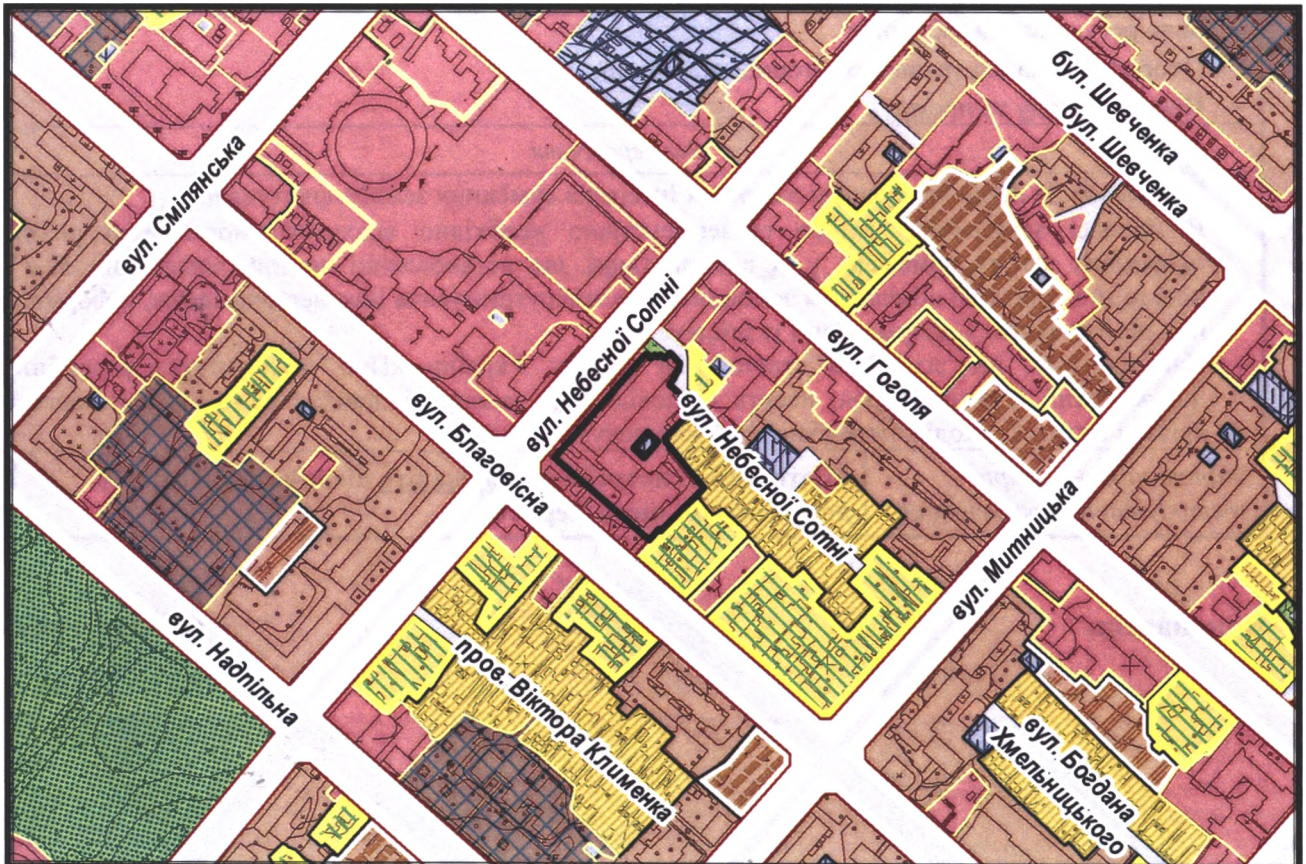 бул. Шевченка
бул. Шевченка
вул. Смілянська
вул. Небесної Сотні
вул. Гоголя
вул. Благовісна
вул. Небесної Сотні
вул. Митницька
вул. Надпільна
пров. Віктора Клименка
вул. Богдана
Хмельницького